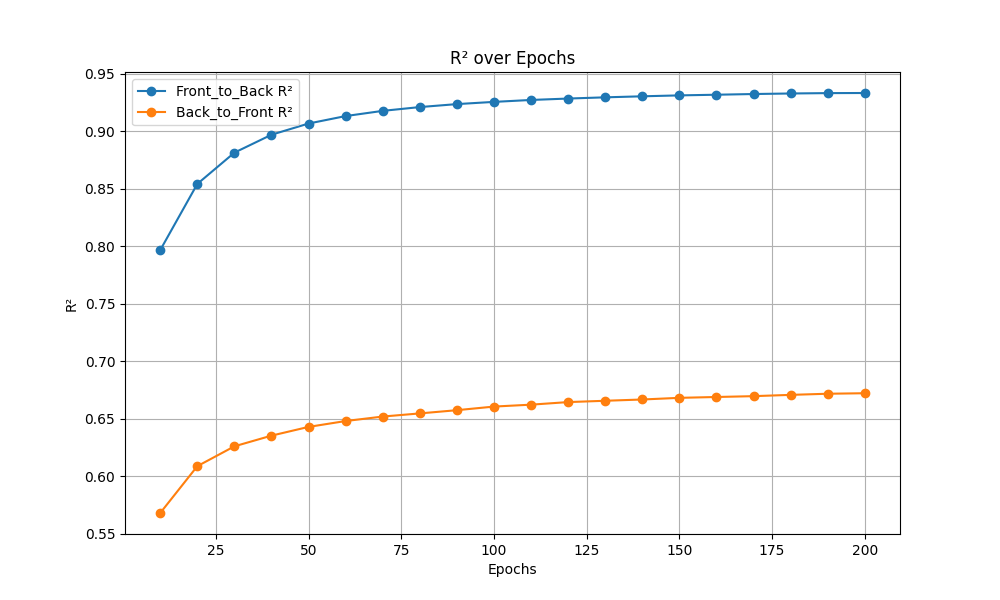 R² over Epochs
Front_to_Back R²
Back_to_Front R²
R²
0.95
0.90
0.85
0.80
0.75
0.70
0.65
0.60
0.55
25 50 75 100 125 150 175 200
Epochs